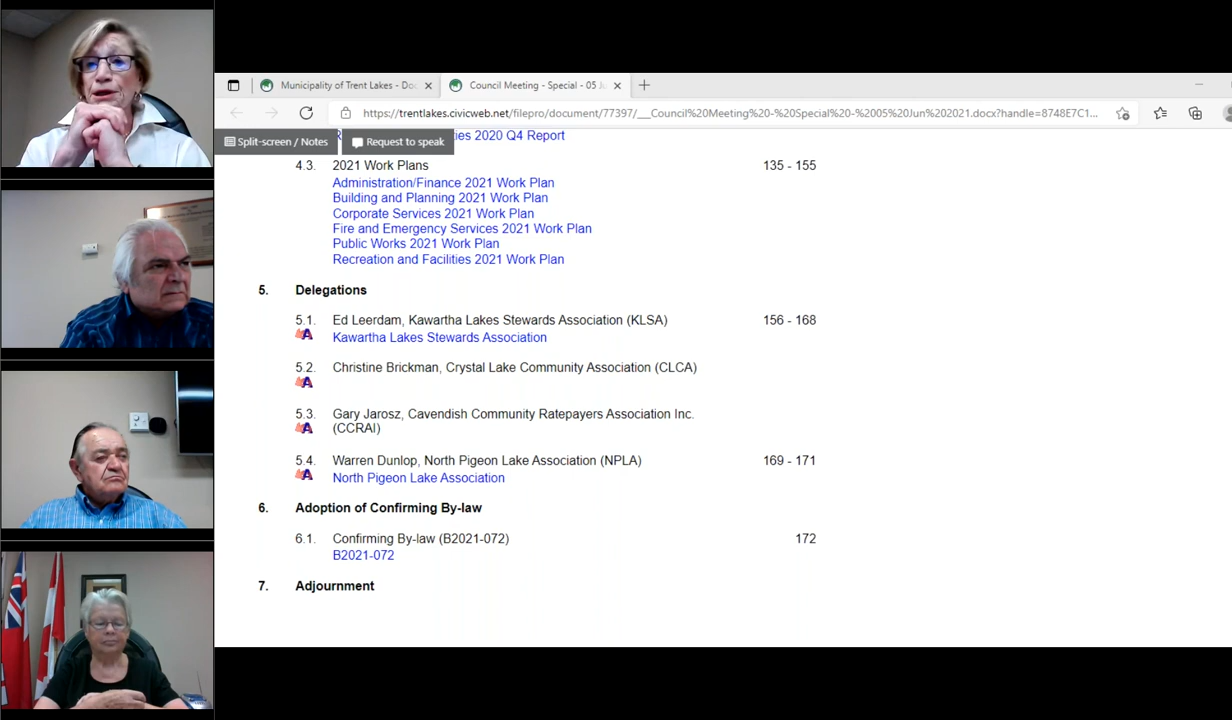 Municipality of Trent Lakes - Doc
Council Meeting - Special - 05 Ju
https://trentlakes.civicweb.net/filepro/document/77397/___Council%20Meeting%20-%20Special%20-%2005%20Jun%202021.docx?handle=8748E7C1...
Split-screen / Notes
Request to speak
ties 2020 Q4 Report
4.3. 2021 Work Plans 135 - 155
Administration/Finance 2021 Work Plan
Building and Planning 2021 Work Plan
Corporate Services 2021 Work Plan
Fire and Emergency Services 2021 Work Plan
Public Works 2021 Work Plan
Recreation and Facilities 2021 Work Plan
5. Delegations
5.1. Ed Leerdam, Kawartha Lakes Stewards Association (KLSA) 156 - 168
Kawartha Lakes Stewards Association
5.2. Christine Brickman, Crystal Lake Community Association (CLCA)
5.3. Gary Jarosz, Cavendish Community Ratepayers Association Inc.
(CCRAI)
5.4. Warren Dunlop, North Pigeon Lake Association (NPLA) 169 - 171
North Pigeon Lake Association
6. Adoption of Confirming By-law
6.1. Confirming By-law (B2021-072) 172
B2021-072
7. Adjournment